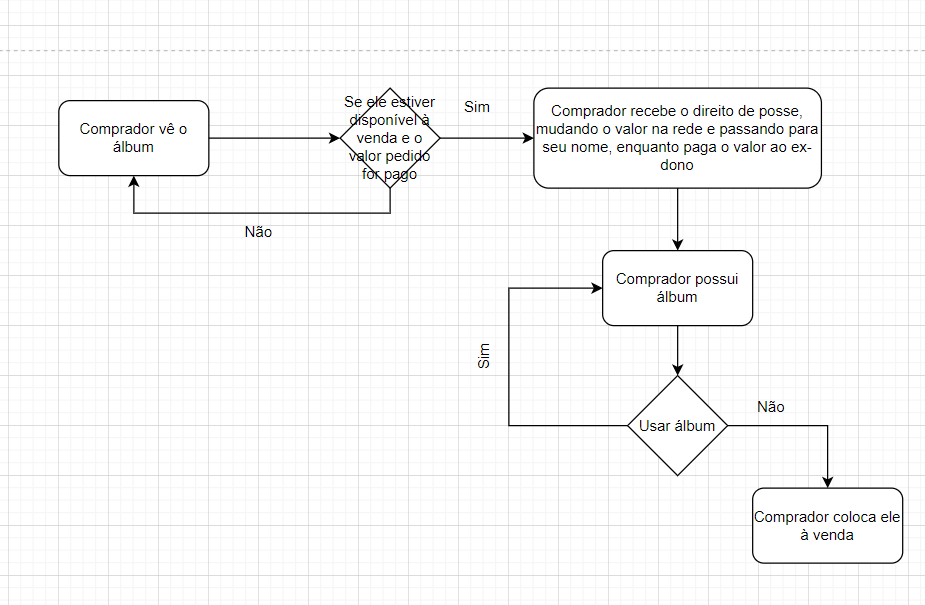 Comprador vê o
álbum
Se ele estiver
disponível à
venda e o
valor pedido
for pago
Sim
Comprador recebe o direito de posse,
mudando o valor na rede e passando para
seu nome, enquanto paga o valor ao ex-
dono
Não
Comprador possui
álbum
Sim
Usar álbum
Não
Comprador coloca ele
à venda